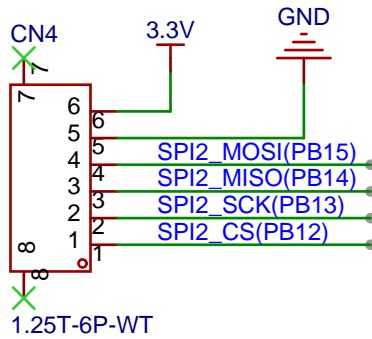 CN4
3.3V
GND
7
7
6
6
5
5
4
SPI2_MOSI(PB15)
4
3
SPI2_MISO(PB14)
3
2
SPI2_SCK(PB13)
2
1
SPI2_CS(PB12)
1
8
8
1.25T-6P-WT